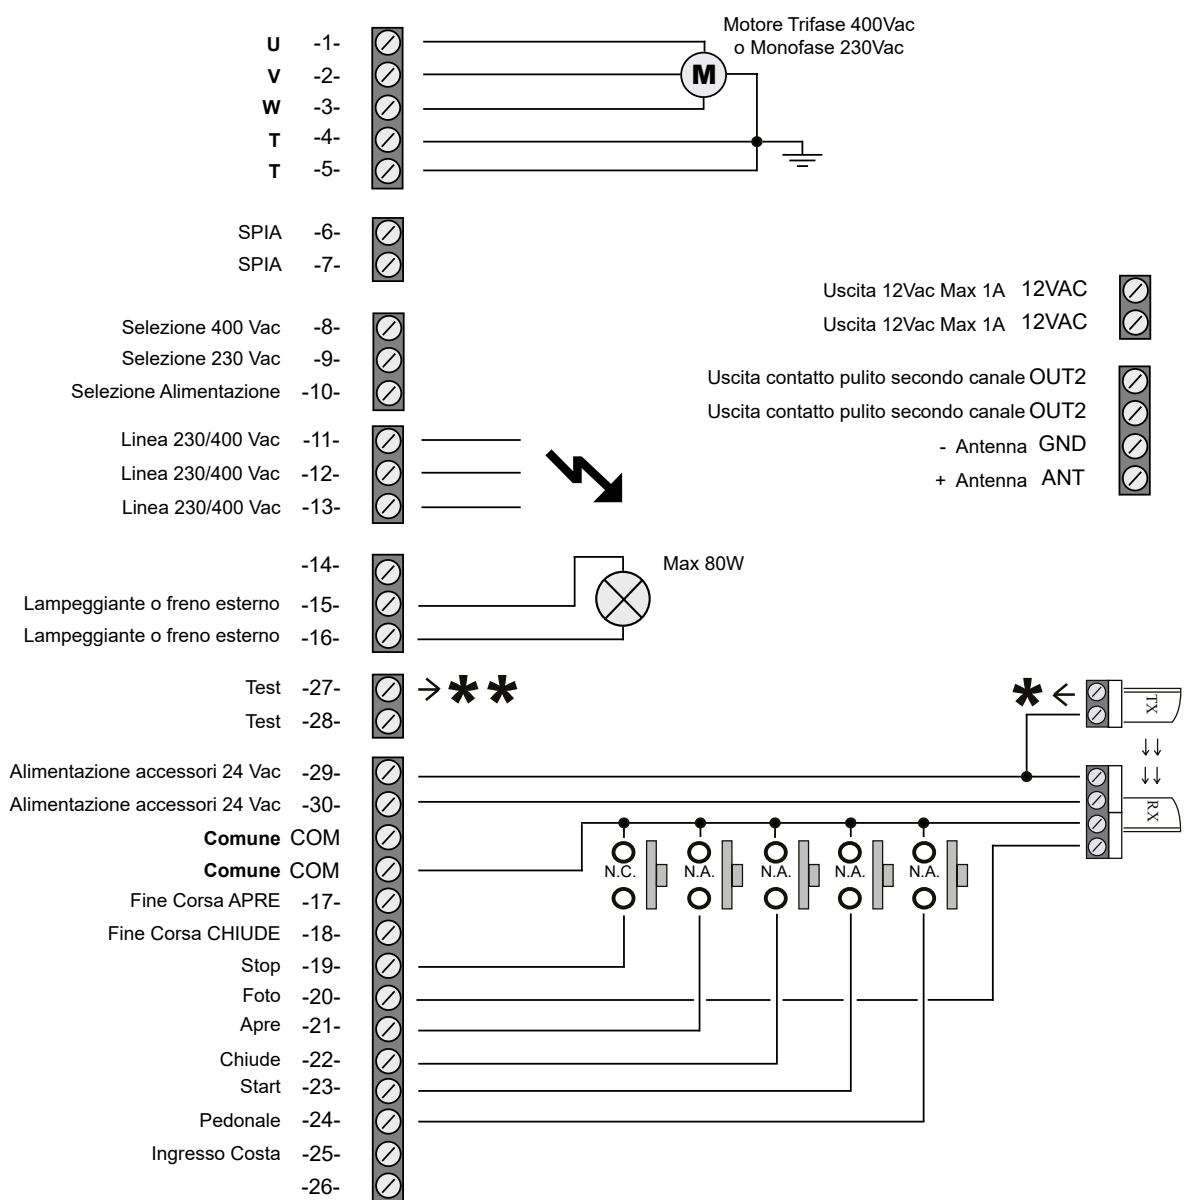 Motore Trifase 400Vac
o Monofase 230Vac
U -1-
V -2-
W -3-
T -4-
T -5-
M
SPIA -6-
SPIA -7-
Uscita 12Vac Max 1A 12VAC
Uscita 12Vac Max 1A 12VAC
Selezione 400 Vac -8-
Selezione 230 Vac -9-
Selezione Alimentazione -10-
Uscita contatto pulito secondo canale OUT2
Uscita contatto pulito secondo canale OUT2
- Antenna GND
+ Antenna ANT
Linea 230/400 Vac -11-
Linea 230/400 Vac -12-
Linea 230/400 Vac -13-
-14-
Lampeggiante o freno esterno -15-
Lampeggiante o freno esterno -16-
Max 80W
Test -27- **
Test -28-
*
TX
RX
Alimentazione accessori 24 Vac -29-
Alimentazione accessori 24 Vac -30-
Comune COM
Comune COM
N.C. N.A. N.A. N.A. N.A.
Fine Corsa APRE -17-
Fine Corsa CHIUDE -18-
Stop -19-
Foto -20-
Apre -21-
Chiude -22-
Start -23-
Pedonale -24-
Ingresso Costa -25-
-26-